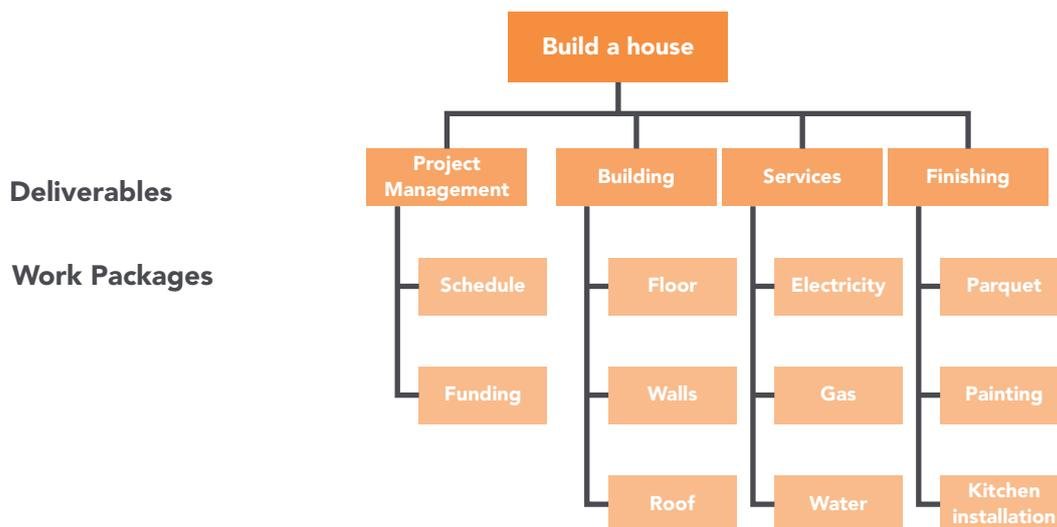 Build a house
Project
Management
Building
Services
Finishing
Deliverables
Work Packages
Schedule
Floor
Electricity
Parquet
Funding
Walls
Gas
Painting
Roof
Water
Kitchen
installation